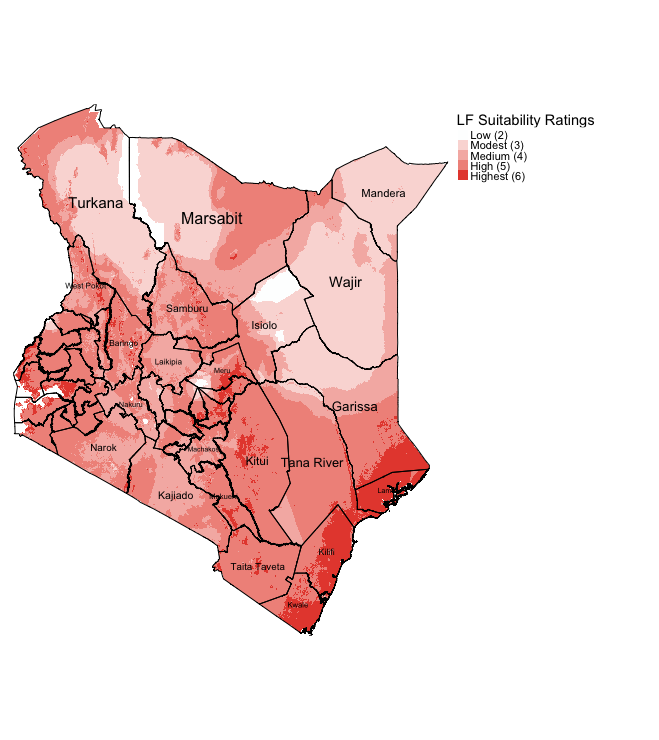 LF Suitability Ratings
Low (2)
Modest (3)
Medium (4)
High (5)
Highest (6)
Mandera
Turkana
Marsabit
Wajir
West Pokot
Samburu
Isiolo
Baringo
Laikipia
Meru
Nakuru
Garissa
Narok
Machakos
Kitui
Tana River
Kajiado
Makueni
Lamu
Kilifi
Taita Taveta
Kwale